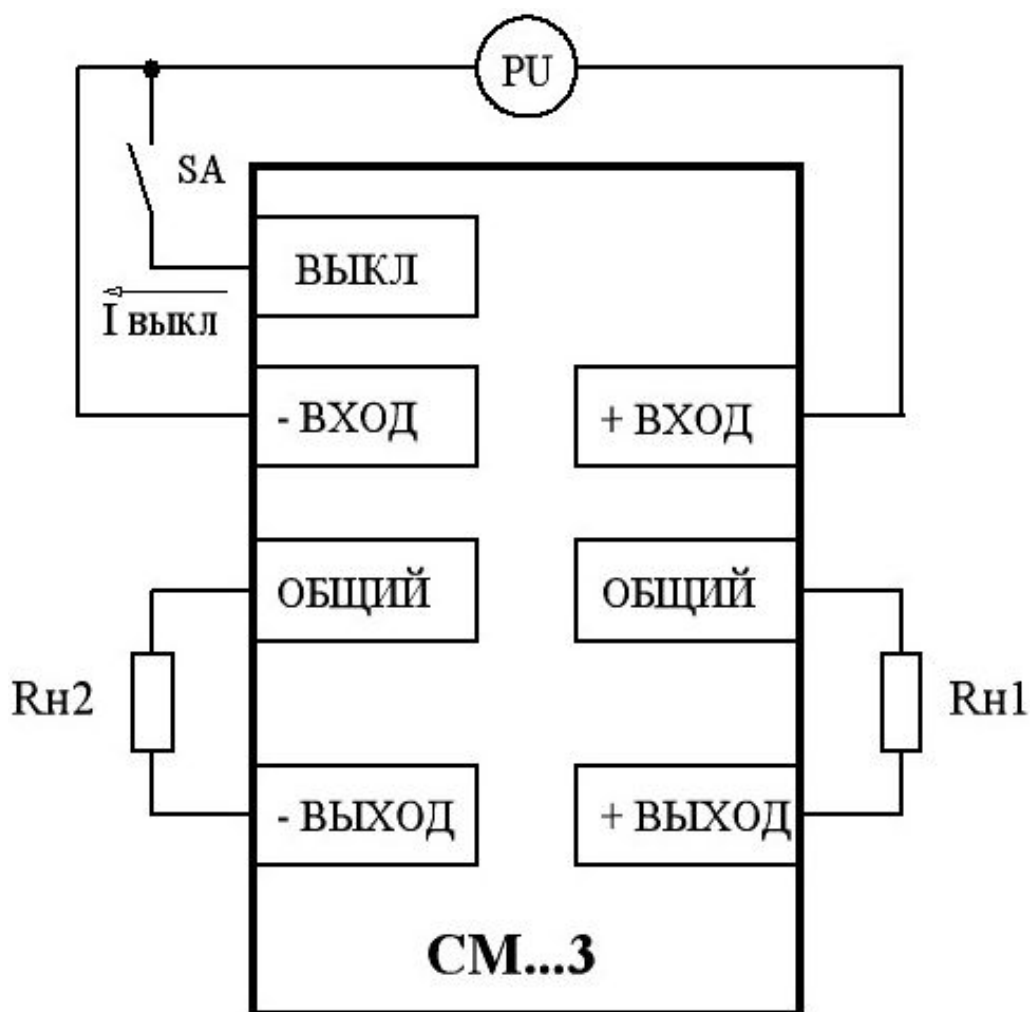 PU
SA
ВЫКЛ
I выкл
- ВХОД
+ ВХОД
ОБЩИЙ
ОБЩИЙ
Rн2
Rн1
- ВЫХОД
+ ВЫХОД
СМ...3